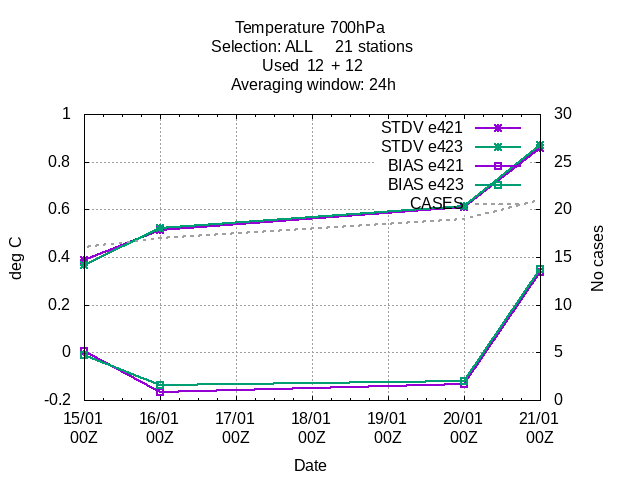 Temperature 700hPa
Selection: ALL     21 stations
Used  12 + 12
Averaging window: 24h
deg C
1
0.8
0.6
0.4
0.2
0
-0.2
STDV e421
STDV e423
BIAS e421
BIAS e423
CASES
30
25
20
15
10
5
0
No cases
15/01 16/01 17/01 18/01 19/01 20/01 21/01
00Z 00Z 00Z 00Z 00Z 00Z 00Z
Date